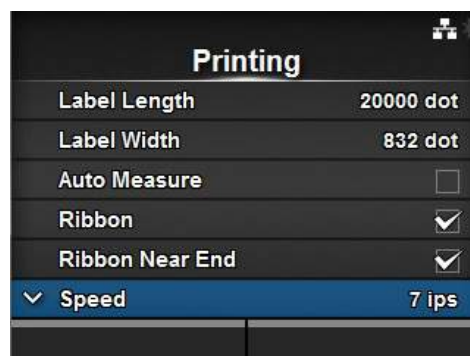 Printing
Label Length 20000 dot
Label Width 832 dot
Auto Measure
Ribbon
Ribbon Near End
Speed 7 ips